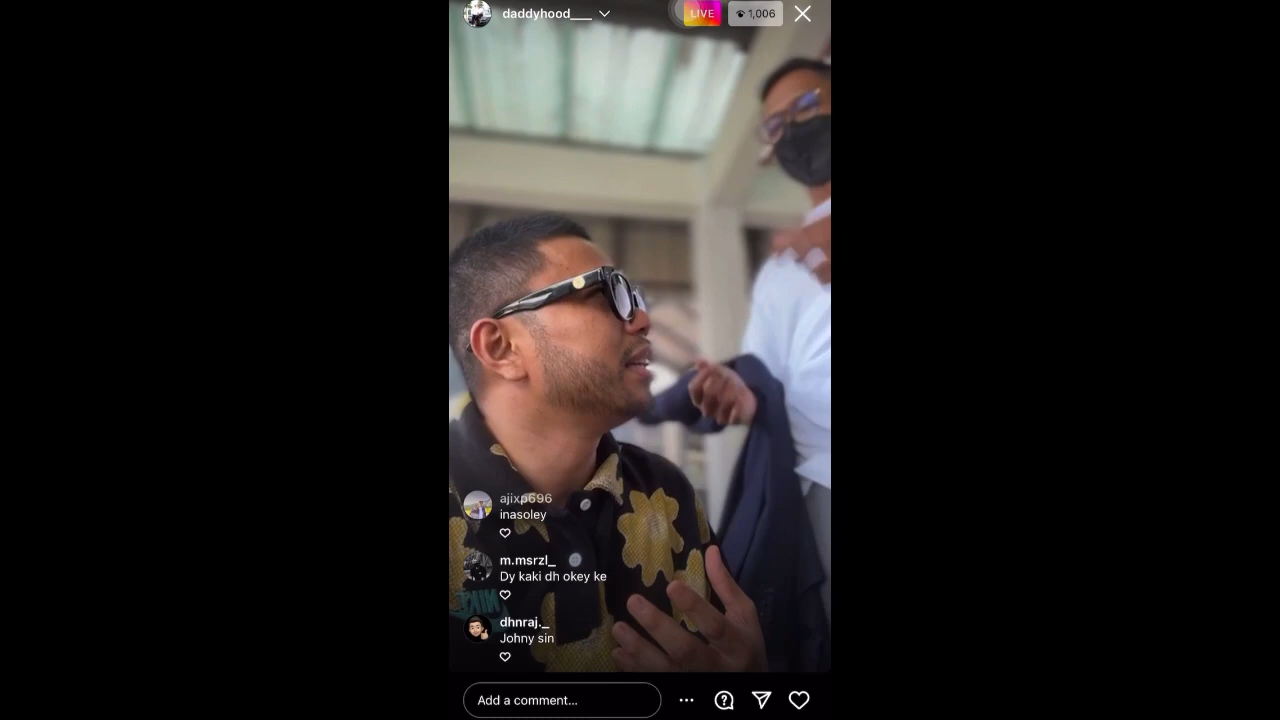 daddyhood___
LIVE
1,006
ajixp696
inasoley
m.msrzl_
Dy kaki dh okey ke
dhnraj._
Johny sin
Add a comment...